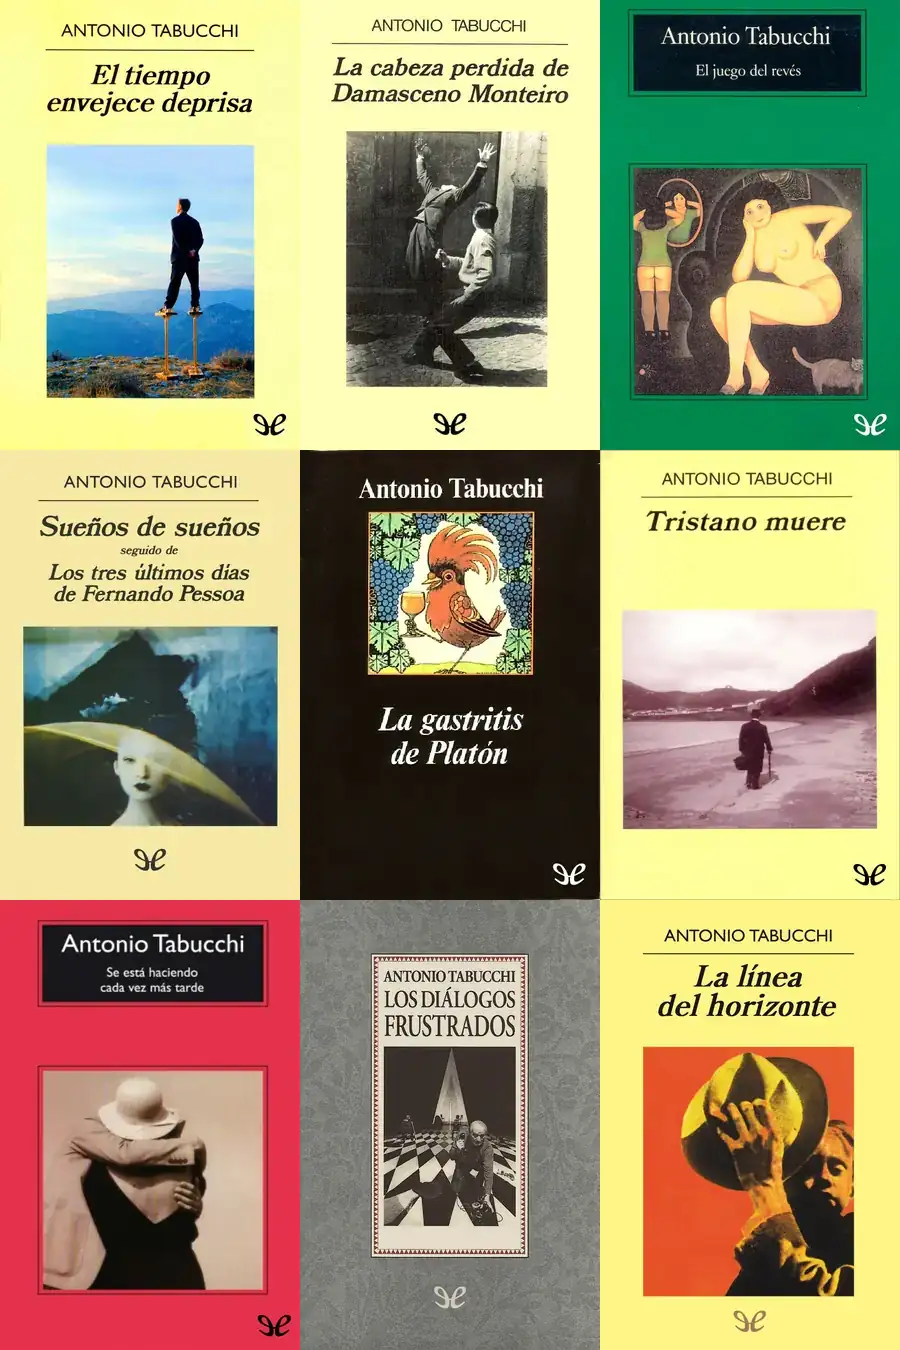 ANTONIO TABUCCHI
El tiempo
envejece deprisa
ANTONIO TABUCCHI
La cabeza perdida de
Damasceno Monteiro
Antonio Tabucchi
El juego del revés
ANTONIO TABUCCHI
Sueños de sueños
seguido de
Los tres últimos días
de Fernando Pessoa
Antonio Tabucchi
La gastritis
de Platón
ANTONIO TABUCCHI
Tristano muere
Antonio Tabucchi
Se está haciendo
cada vez más tarde
ANTONIO TABUCCHI
LOS DIÁLOGOS
FRUSTRADOS
ANTONIO TABUCCHI
La línea
del horizonte